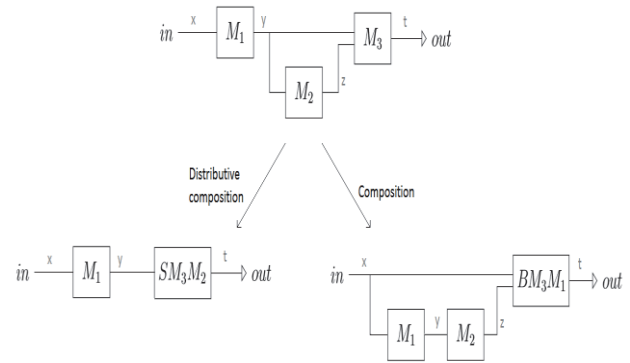 x
y
in
M₁
M₃
t
out
M₂
z
Distributive
composition
Composition
in
x
M₁
y
SM₃M₂
t
out
in
x
BM₃M₁
t
out
M₁
y
M₂
z